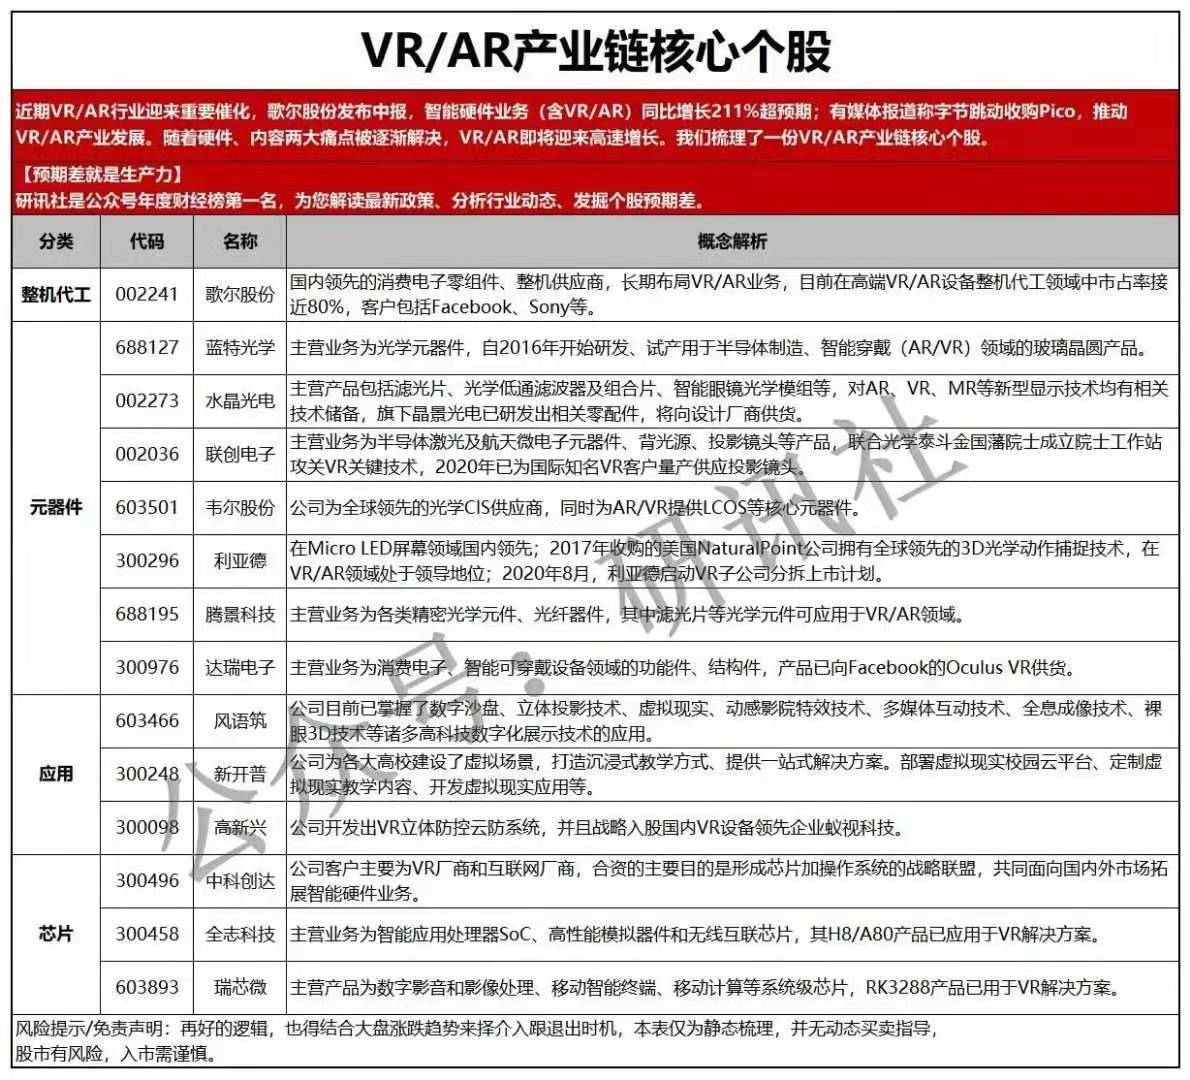 VR/AR产业链核心个股
近期VR/AR行业迎来重要催化，歌尔股份发布中报，智能硬件业务（含VR/AR）同比增长211%超预期；有媒体报道称字节跳动收购Pico，推动
VR/AR产业发展。随着硬件、内容两大痛点被逐渐解决，VR/AR即将迎来高速增长。我们梳理了一份VR/AR产业链核心个股。
【预期差就是生产力】
研讯社是公众号年度财经榜第一名，为您解读最新政策、分析行业动态、发掘个股预期差。
分类 代码 名称 概念解析
整机代工 002241 歌尔股份 国内领先的消费电子零组件、整机供应商，长期布局VR/AR业务，目前在高端VR/AR设备整机代工领域中市占率接
近80%，客户包括Facebook、Sony等。
元器件
688127 蓝特光学 主营业务为光学元器件，自2016年开始研发、试产用于半导体制造、智能穿戴（AR/VR）领域的玻璃晶圆产品。
002273 水晶光电 主营产品包括滤光片、光学低通滤波器及组合片、智能眼镜光学模组等，对AR、VR、MR等新型显示技术均有相关
技术储备，旗下晶景光电已研发出相关零配件，将向设计厂商供货。
002036 联创电子 主营业务为半导体激光及航天微电子元器件、背光源、投影镜头等产品，联合光学泰斗金国藩院士成立院士工作站
攻关VR关键技术，2020年已为国际知名VR客户量产供应投影镜头。
603501 韦尔股份 公司为全球领先的光学CIS供应商，同时为AR/VR提供LCOS等核心元器件。
300296 利亚德 在Micro LED屏幕领域国内领先；2017年收购的美国NaturalPoint公司拥有全球领先的3D光学动作捕捉技术，在
VR/AR领域处于领导地位；2020年8月，利亚德启动VR子公司分拆上市计划。
688195 腾景科技 主营业务为各类精密光学元件、光纤器件，其中滤光片等光学元件可应用于VR/AR领域。
300976 达瑞电子 主营业务为消费电子、智能可穿戴设备领域的功能件、结构件，产品已向Facebook的Oculus VR供货。
应用
603466 风语筑 公司目前已掌握了数字沙盘、立体投影技术、虚拟现实、动感影院特效技术、多媒体互动技术、全息成像技术、裸
眼3D技术等诸多高科技数字化展示技术的应用。
300248 新开普 公司为各大高校建设了虚拟场景，打造沉浸式教学方式、提供一站式解决方案。部署虚拟现实校园云平台、定制虚
拟现实教学内容、开发虚拟现实应用等。
300098 高新兴 公司开发出VR立体防控云防系统，并且战略入股国内VR设备领先企业蚁视科技。
芯片
300496 中科创达 公司客户主要为VR厂商和互联网厂商，合资的主要目的是形成芯片加操作系统的战略联盟，共同面向国内外市场拓
展智能硬件业务。
300458 全志科技 主营业务为智能应用处理器SoC、高性能模拟器件和无线互联芯片，其H8/A80产品已应用于VR解决方案。
603893 瑞芯微 主营产品为数字影音和影像处理、移动智能终端、移动计算等系统级芯片，RK3288产品已用于VR解决方案。
风险提示/免责声明：再好的逻辑，也得结合大盘涨跌趋势来择介入跟退出时机，本表仅为静态梳理，并无动态买卖指导，
股市有风险，入市需谨慎。
公众号：研讯社